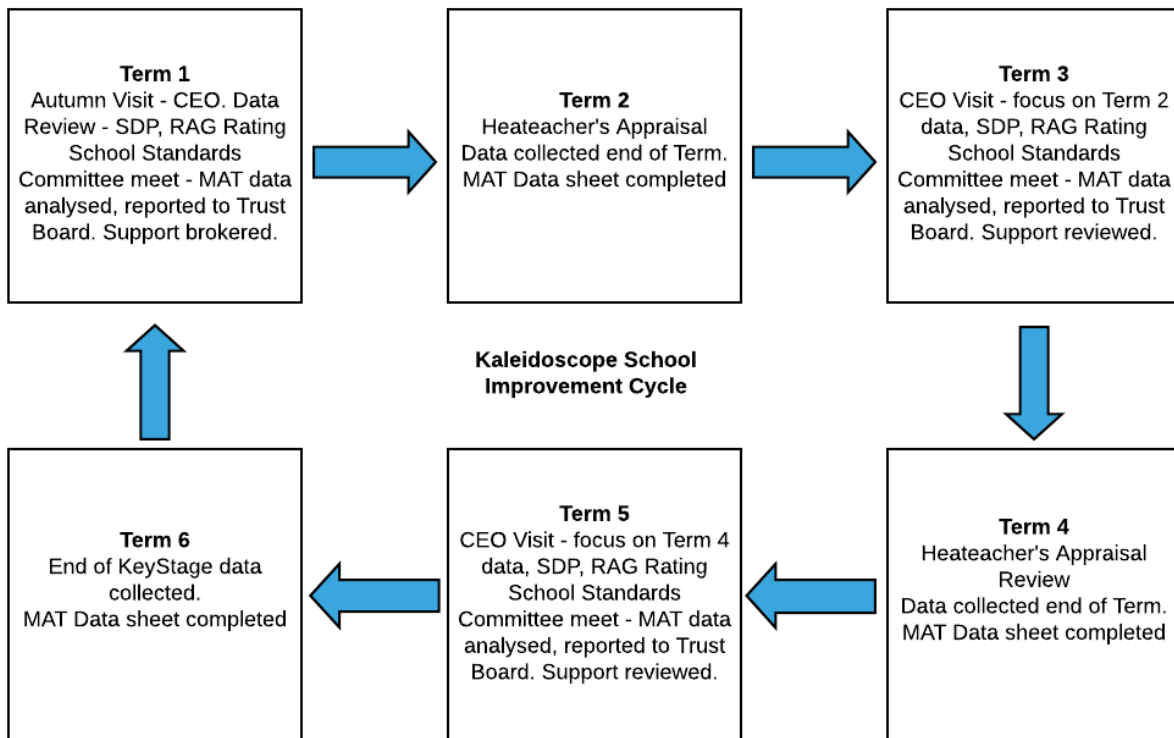 Term 1
Autumn Visit - CEO. Data
Review - SDP, RAG Rating
School Standards
Committee meet - MAT data
analysed, reported to Trust
Board. Support brokered.
Term 2
Heateacher's Appraisal
Data collected end of Term.
MAT Data sheet completed
Term 3
CEO Visit - focus on Term 2
data, SDP, RAG Rating
School Standards
Committee meet - MAT data
analysed, reported to Trust
Board. Support reviewed.
Kaleidoscope School
Improvement Cycle
Term 6
End of KeyStage data
collected.
MAT Data sheet completed
Term 5
CEO Visit - focus on Term 4
data, SDP, RAG Rating
School Standards
Committee meet - MAT data
analysed, reported to Trust
Board. Support reviewed.
Term 4
Heateacher's Appraisal
Review
Data collected end of Term.
MAT Data sheet completed